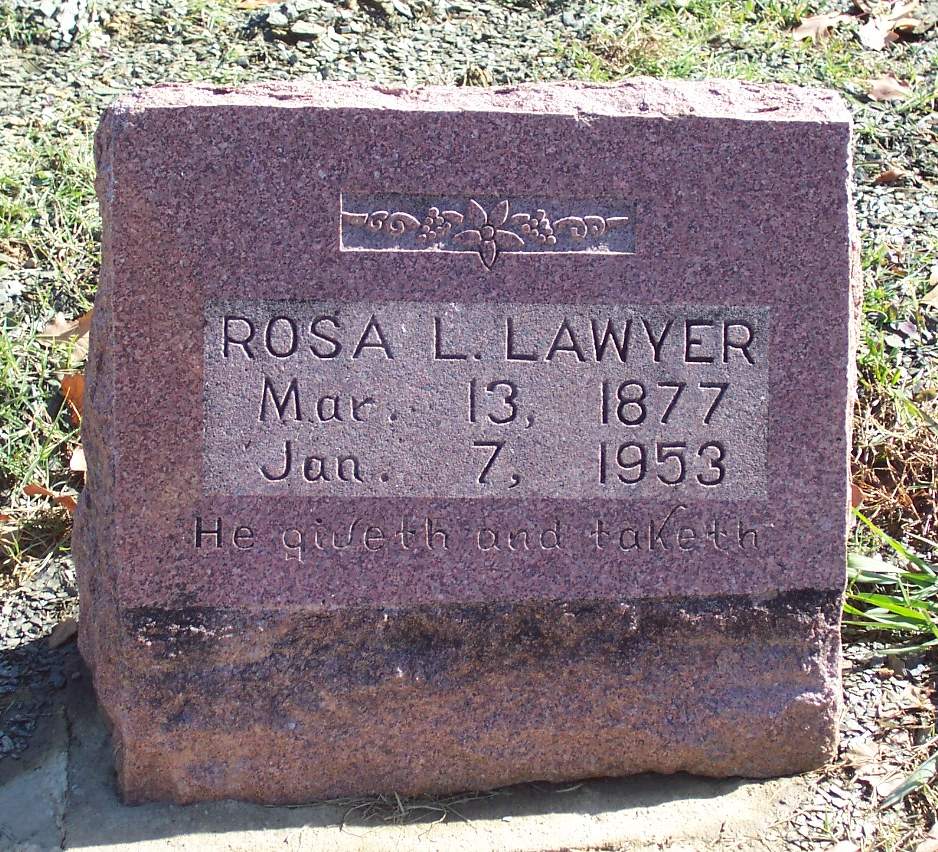 ROSA L. LAWYER
Mar. 13, 1877
Jan. 7, 1953
He giveth and taketh